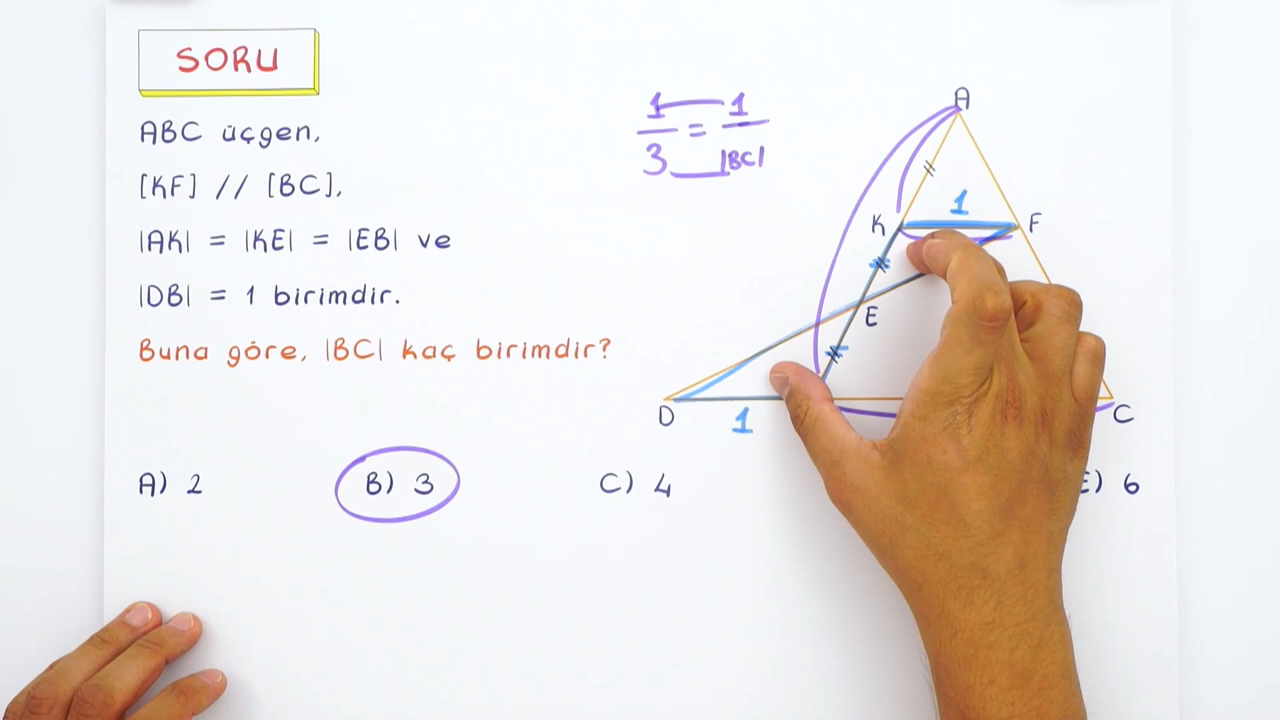 SORU
ABC üçgen,
[KF] // [BC],
|AK| = |KE| = |EB| ve
|DB| = 1 birimdir.
Buna göre, |BC| kaç birimdir?
1/3 = 1/|BC|
A
K
1
F
E
D
1
C
A) 2
B) 3
C) 4
E) 6